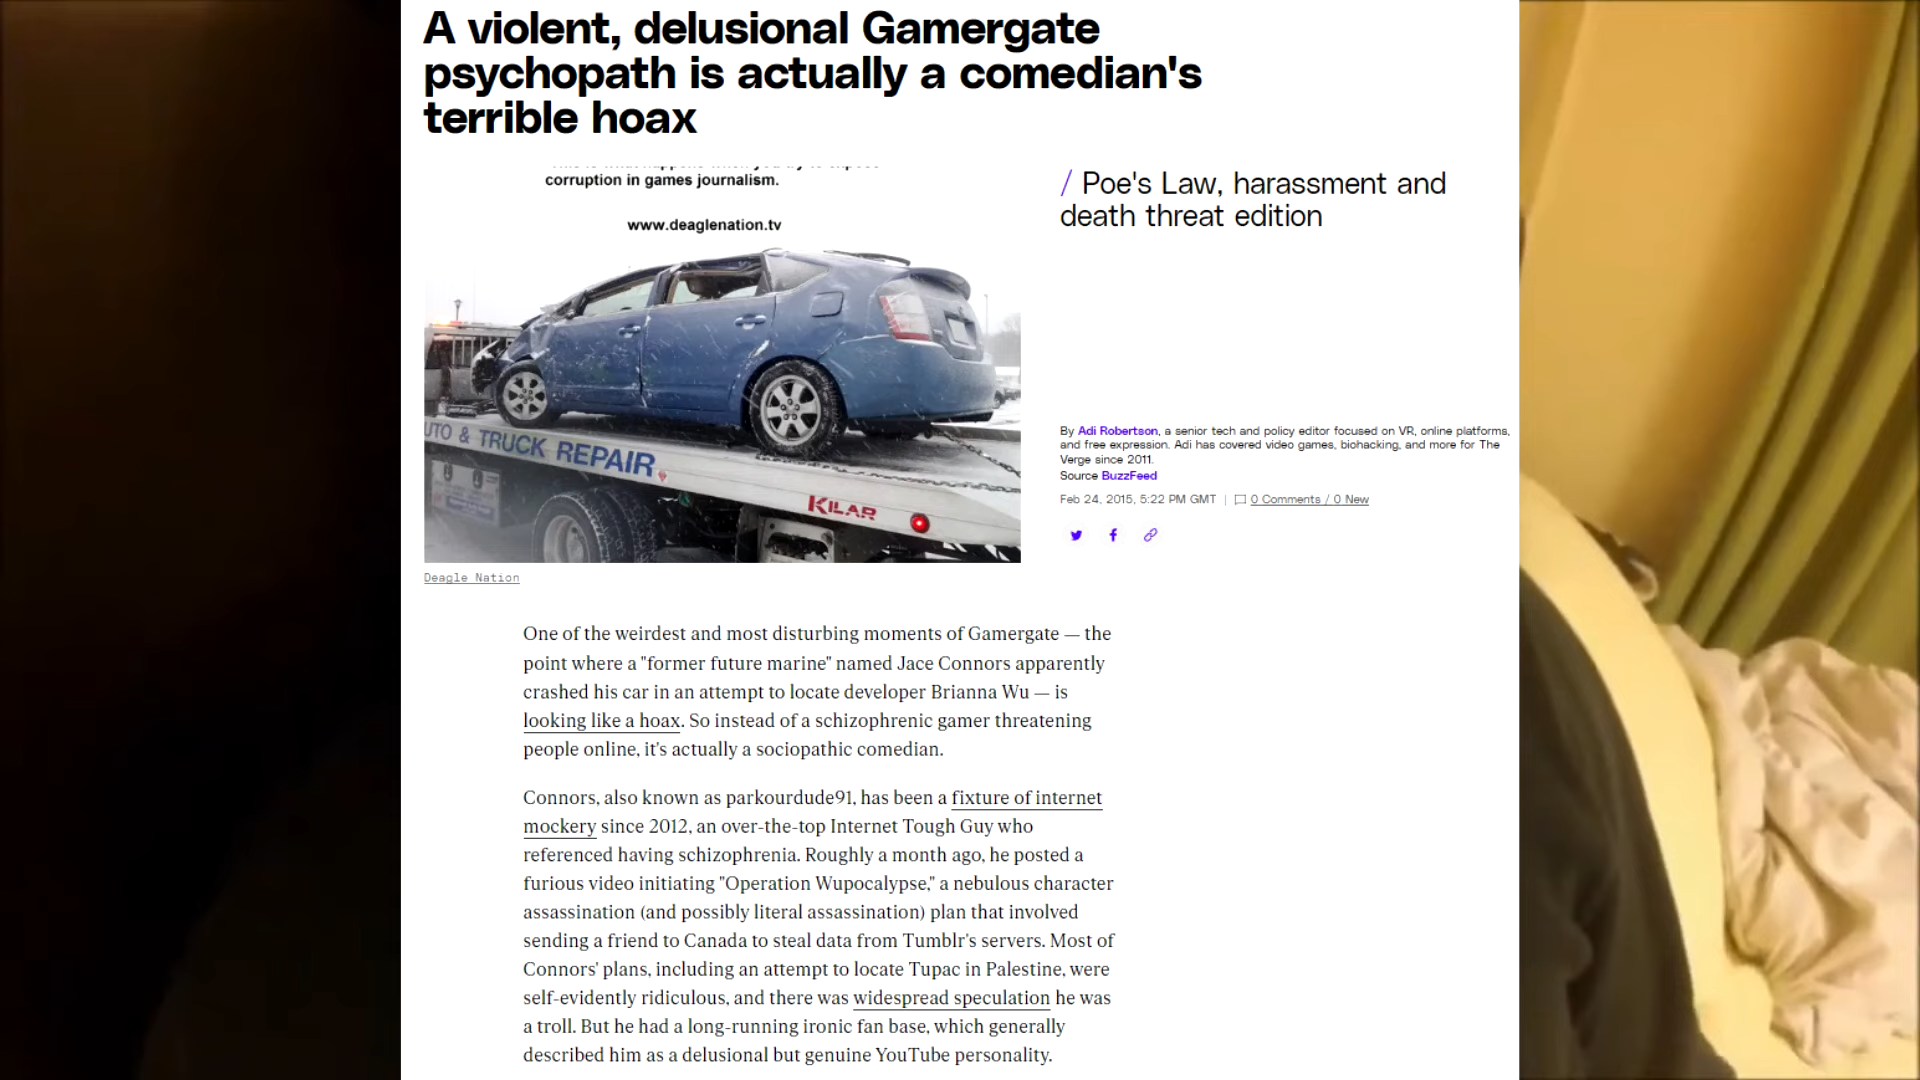 A violent, delusional Gamergate
psychopath is actually a comedian's
terrible hoax
corruption in games journalism.
www.deaglenation.tv
UTO & TRUCK REPAIR
KILAR
Deagle Nation
/ Poe's Law, harassment and
death threat edition
By Adi Robertson, a senior tech and policy editor focused on VR, online platforms,
and free expression. Adi has covered video games, biohacking, and more for The
Verge since 2011.
Source BuzzFeed
Feb 24, 2015, 5:22 PM GMT | 0 Comments / 0 New
One of the weirdest and most disturbing moments of Gamergate — the
point where a "former future marine" named Jace Connors apparently
crashed his car in an attempt to locate developer Brianna Wu — is
looking like a hoax. So instead of a schizophrenic gamer threatening
people online, it's actually a sociopathic comedian.
Connors, also known as parkourdude91, has been a fixture of internet
mockery since 2012, an over-the-top Internet Tough Guy who
referenced having schizophrenia. Roughly a month ago, he posted a
furious video initiating "Operation Wupocalypse," a nebulous character
assassination (and possibly literal assassination) plan that involved
sending a friend to Canada to steal data from Tumblr's servers. Most of
Connors' plans, including an attempt to locate Tupac in Palestine, were
self-evidently ridiculous, and there was widespread speculation he was
a troll. But he had a long-running ironic fan base, which generally
described him as a delusional but genuine YouTube personality.